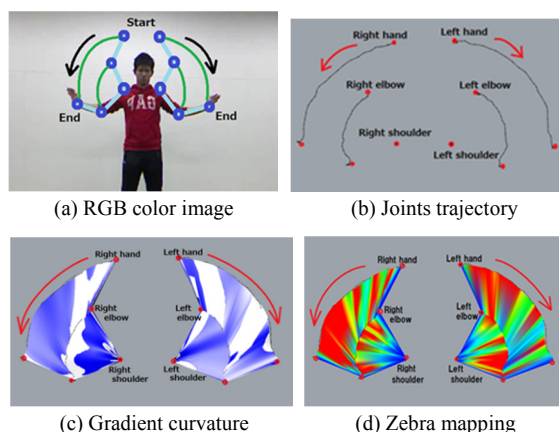 Start
End
End
GAP
(a) RGB color image
Right hand
Left hand
Right elbow
Left elbow
Right shoulder
Left shoulder
(b) Joints trajectory
Right hand
Left hand
Right
elbow
Left
elbow
Right
shoulder
Left
shoulder
(c) Gradient curvature
Right hand
Left hand
Right
elbow
Left
elbow
Right
shoulder
Left
shoulder
(d) Zebra mapping